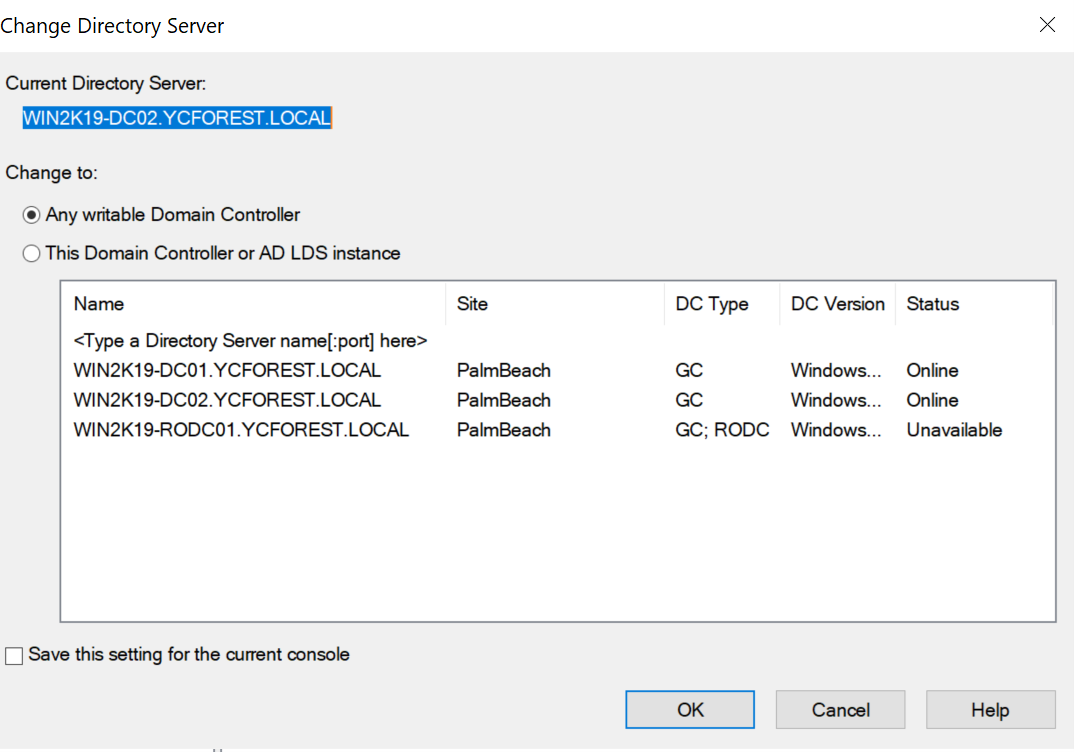 Change Directory Server
Current Directory Server:
WIN2K19-DC02.YCFOREST.LOCAL
Change to:
Any writable Domain Controller
This Domain Controller or AD LDS instance
Name Site DC Type DC Version Status
<Type a Directory Server name[:port] here>
WIN2K19-DC01.YCFOREST.LOCAL PalmBeach GC Windows... Online
WIN2K19-DC02.YCFOREST.LOCAL PalmBeach GC Windows... Online
WIN2K19-RODC01.YCFOREST.LOCAL PalmBeach GC; RODC Windows... Unavailable
Save this setting for the current console
OK Cancel Help